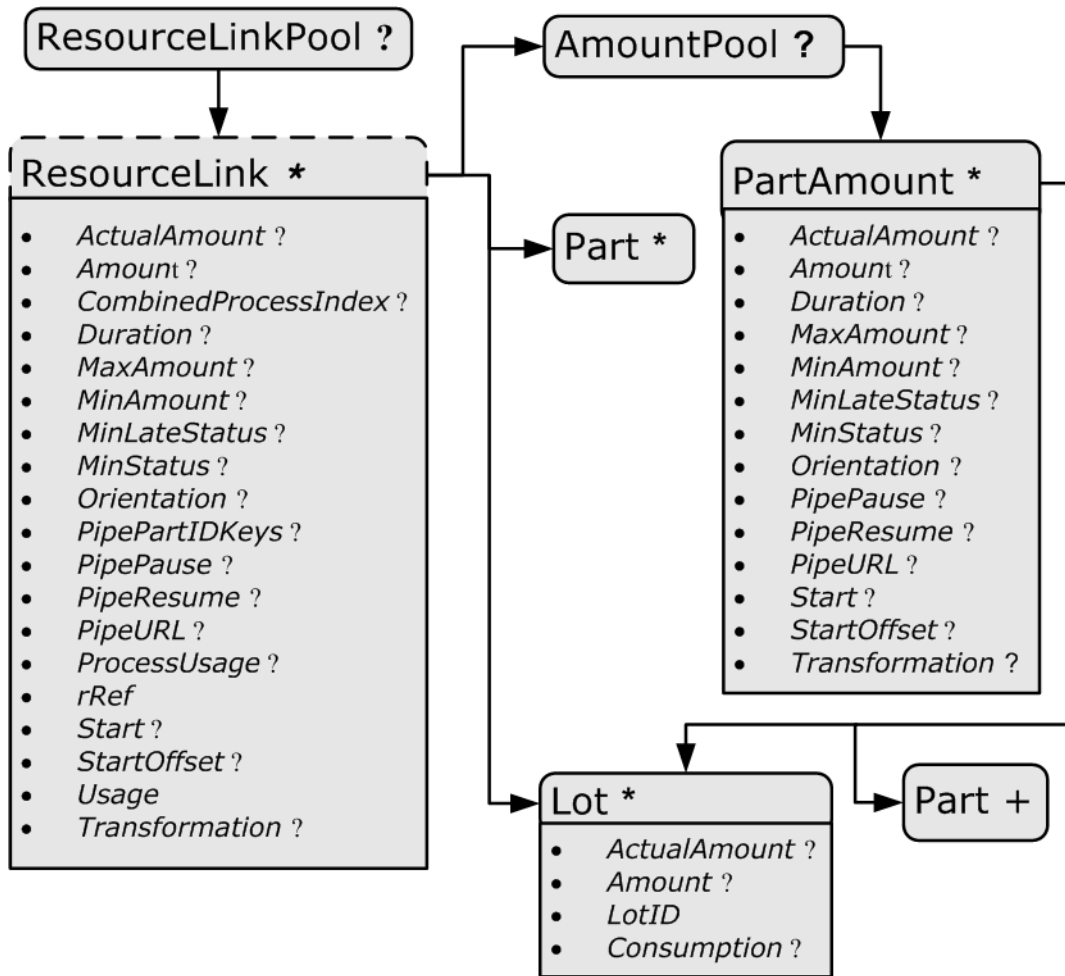 ResourceLinkPool ?
AmountPool ?
ResourceLink *
• ActualAmount ?
• Amount ?
• CombinedProcessIndex ?
• Duration ?
• MaxAmount ?
• MinAmount ?
• MinLateStatus ?
• MinStatus ?
• Orientation ?
• PipePartIDKeys ?
• PipePause ?
• PipeResume ?
• PipeURL ?
• ProcessUsage ?
• rRef
• Start ?
• StartOffset ?
• Usage
• Transformation ?
Part *
PartAmount *
• ActualAmount ?
• Amount ?
• Duration ?
• MaxAmount ?
• MinAmount ?
• MinLateStatus ?
• MinStatus ?
• Orientation ?
• PipePause ?
• PipeResume ?
• PipeURL ?
• Start ?
• StartOffset ?
• Transformation ?
Lot *
• ActualAmount ?
• Amount ?
• LotID
• Consumption ?
Part +